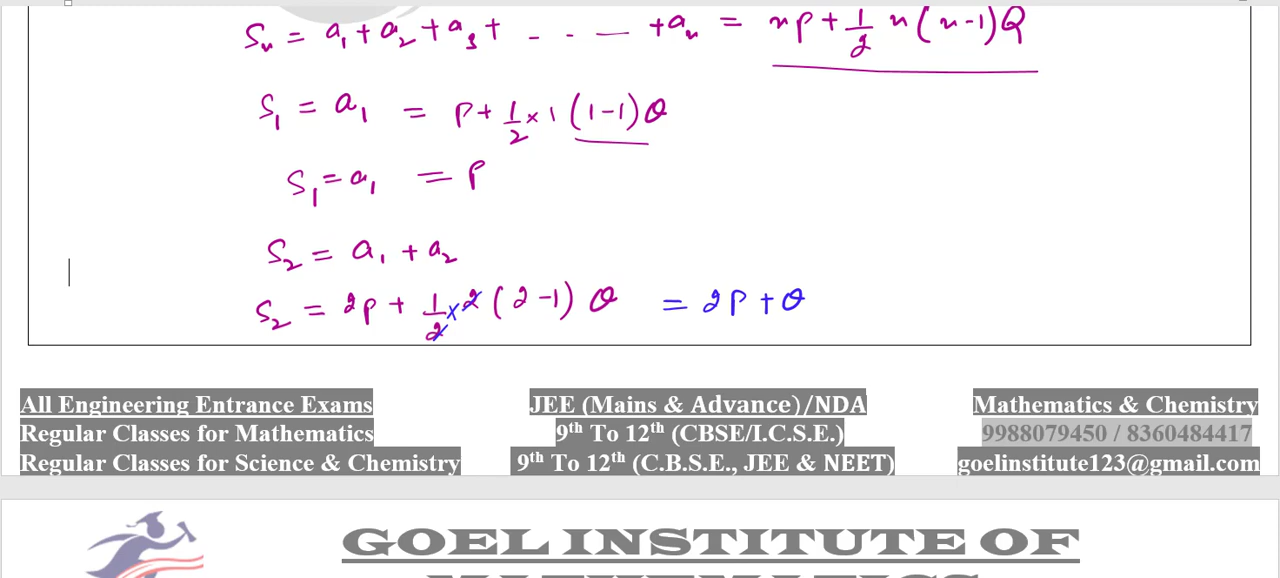 Sn = a1 + a2 + a3 + - - - — + an = nP + 1/2 n(n-1)Q
S1 = a1 = P + 1/2 × 1 (1-1)Q
S1 = a1 = P
S2 = a1 + a2
S2 = 2P + 1/2 × 2 (2-1) Q = 2P + Q
All Engineering Entrance Exams JEE (Mains & Advance)/NDA Mathematics & Chemistry
Regular Classes for Mathematics 9th To 12th (CBSE/I.C.S.E.) 9988079450 / 8360484417
Regular Classes for Science & Chemistry 9th To 12th (C.B.S.E., JEE & NEET) goelinstitute123@gmail.com
GOEL INSTITUTE OF
MATHEMATICS